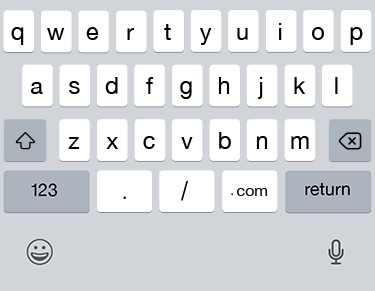 q w e r t y u i o p
a s d f g h j k l
z x c v b n m
123 . / .com return